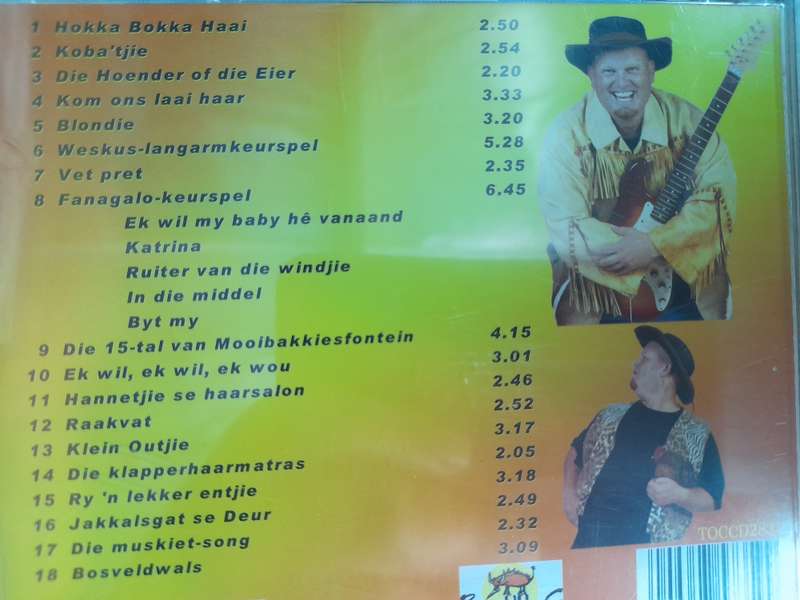 1 Hokka Bokka Haai 2.50
2 Koba'tjie 2.54
3 Die Hoender of die Eier 2.20
4 Kom ons laai haar 3.33
5 Blondie 3.20
6 Weskus-langarmkeurspel 5.28
7 Vet pret 2.35
8 Fanagalo-keurspel 6.45
Ek wil my baby hê vanaand
Katrina
Ruiter van die windjie
In die middel
Byt my
9 Die 15-tal van Mooibakkiesfontein 4.15
10 Ek wil, ek wil, ek wou 3.01
11 Hannetjie se haarsalon 2.46
12 Raakvat 2.52
13 Klein Outjie 3.17
14 Die klapperhaarmatras 2.05
15 Ry 'n lekker entjie 3.18
16 Jakkalsgat se Deur 2.49
17 Die muskiet-song 2.32
18 Bosveldwals 3.09